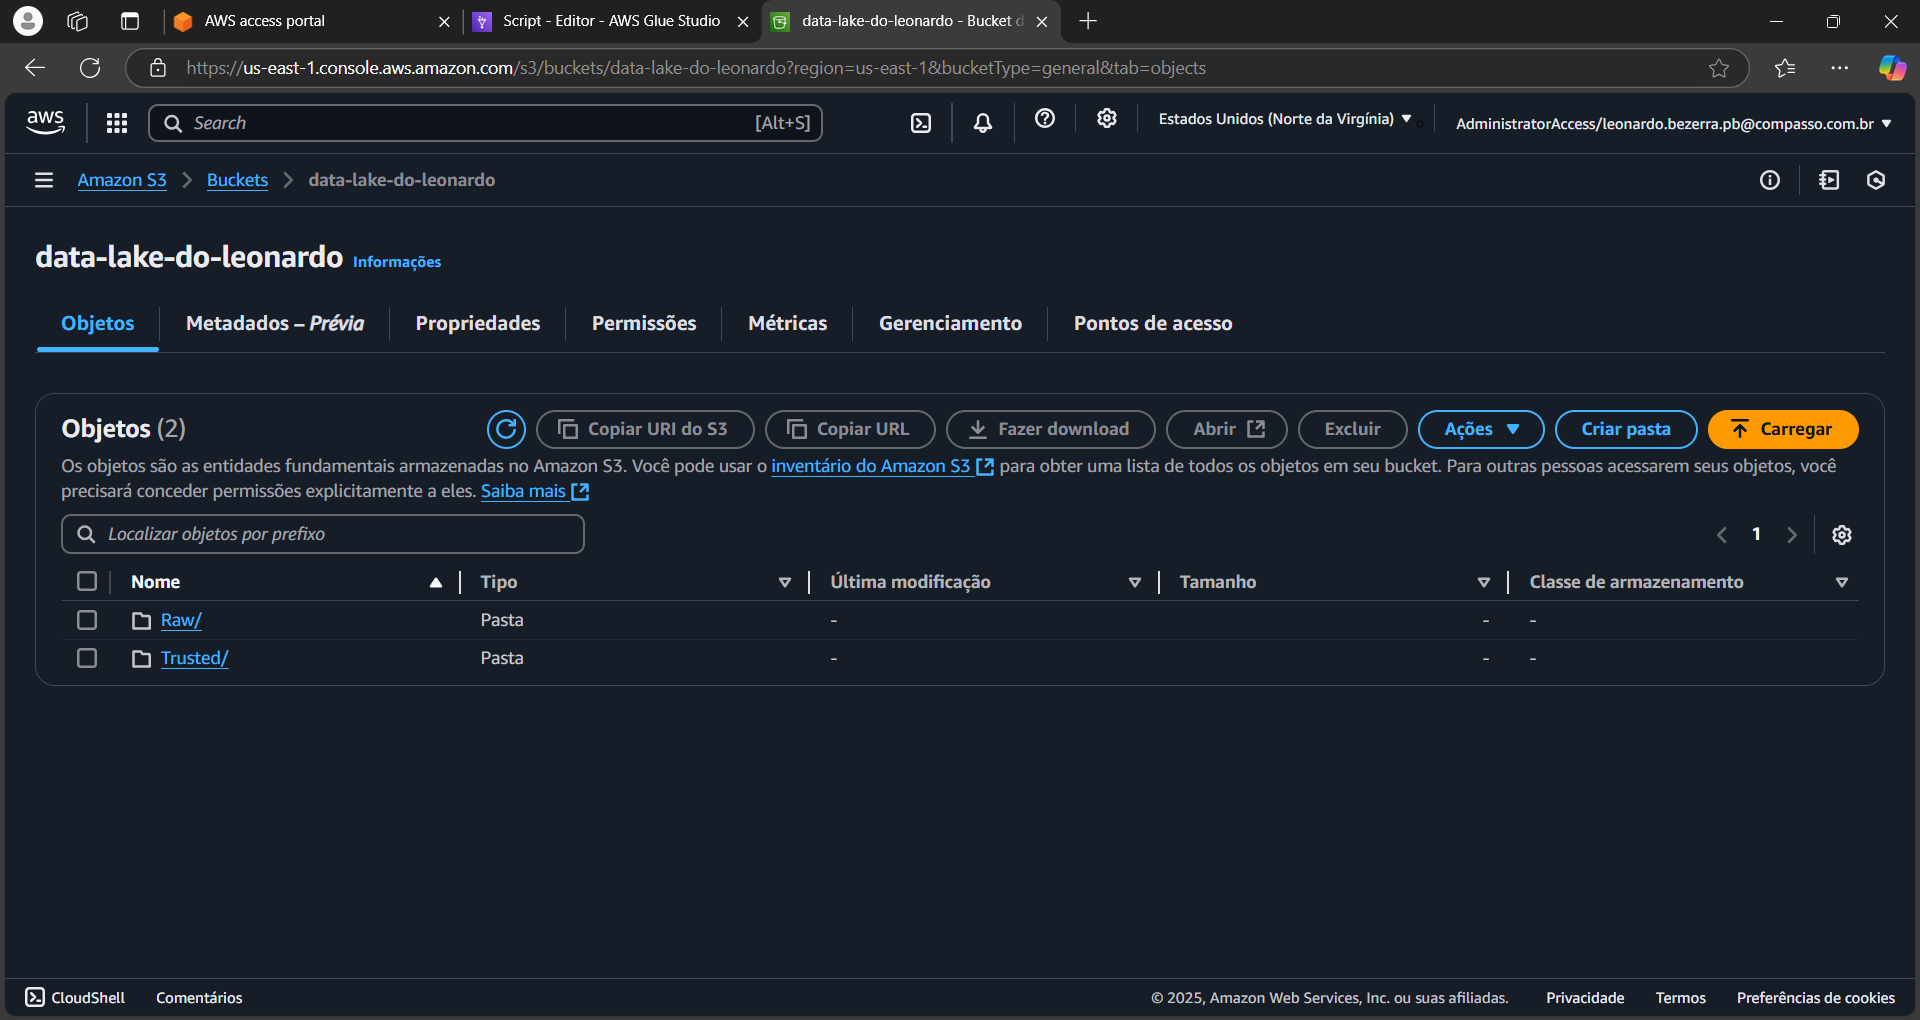 AWS access portal
Script - Editor - AWS Glue Studio
data-lake-do-leonardo - Bucket d
https://us-east-1.console.aws.amazon.com/s3/buckets/data-lake-do-leonardo?region=us-east-1&bucketType=general&tab=objects
aws
Search
[Alt+S]
Estados Unidos (Norte da Virgínia)
AdministratorAccess/leonardo.bezerra.pb@compasso.com.br
Amazon S3
Buckets
data-lake-do-leonardo
data-lake-do-leonardo Informações
Objetos
Metadados – Prévia
Propriedades
Permissões
Métricas
Gerenciamento
Pontos de acesso
Objetos (2)
Copiar URI do S3
Copiar URL
Fazer download
Abrir
Excluir
Ações
Criar pasta
Carregar
Os objetos são as entidades fundamentais armazenadas no Amazon S3. Você pode usar o inventário do Amazon S3 para obter uma lista de todos os objetos em seu bucket. Para outras pessoas acessarem seus objetos, você
precisará conceder permissões explicitamente a eles. Saiba mais
Localizar objetos por prefixo
1
Nome
Tipo
Última modificação
Tamanho
Classe de armazenamento
Raw/
Pasta
-
-
-
Trusted/
Pasta
-
-
-
CloudShell
Comentários
© 2025, Amazon Web Services, Inc. ou suas afiliadas.
Privacidade
Termos
Preferências de cookies